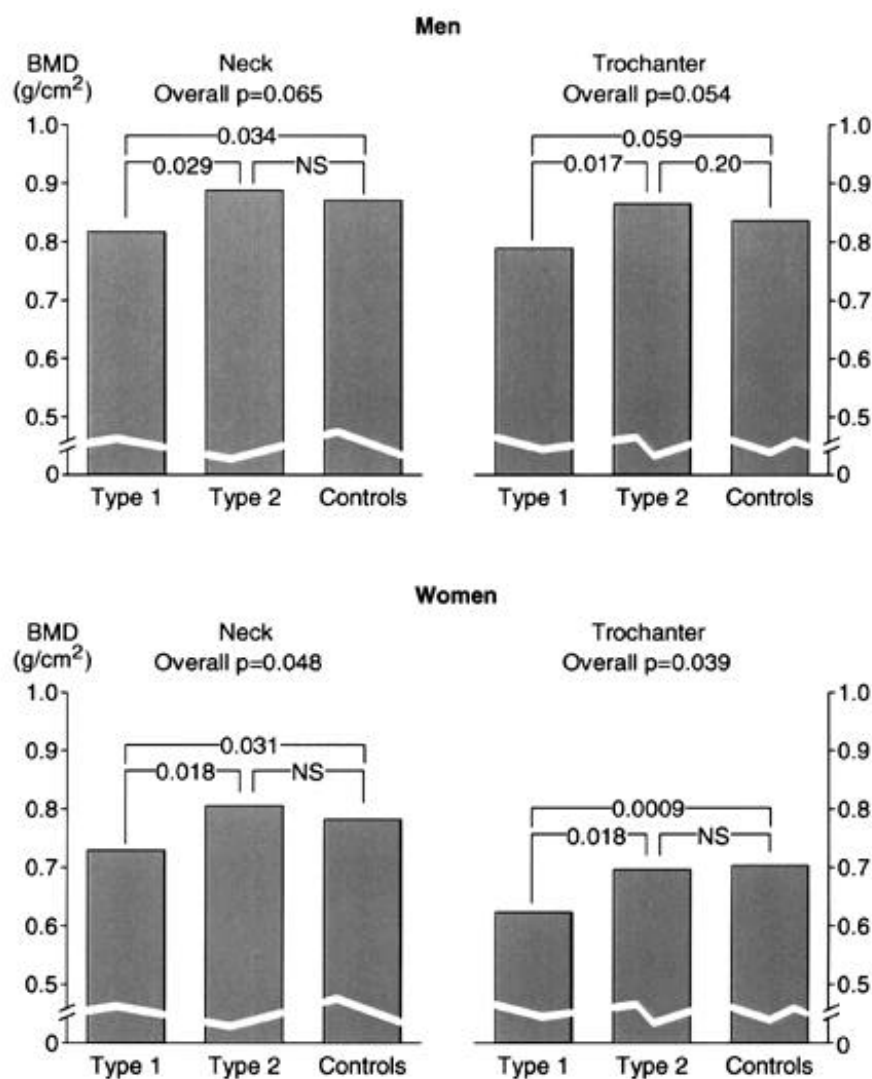 Men
BMD
(g/cm²)
Neck
Overall p=0.065
Trochanter
Overall p=0.054
1.0
0.9
0.8
0.7
0.6
0.5
0
0.034
0.029
NS
0.059
0.017
0.20
1.0
0.9
0.8
0.7
0.6
0.5
0
Type 1 Type 2 Controls
Type 1 Type 2 Controls
Women
BMD
(g/cm²)
Neck
Overall p=0.048
Trochanter
Overall p=0.039
1.0
0.9
0.8
0.7
0.6
0.5
0
0.031
0.018
NS
0.0009
0.018
NS
1.0
0.9
0.8
0.7
0.6
0.5
0
Type 1 Type 2 Controls
Type 1 Type 2 Controls